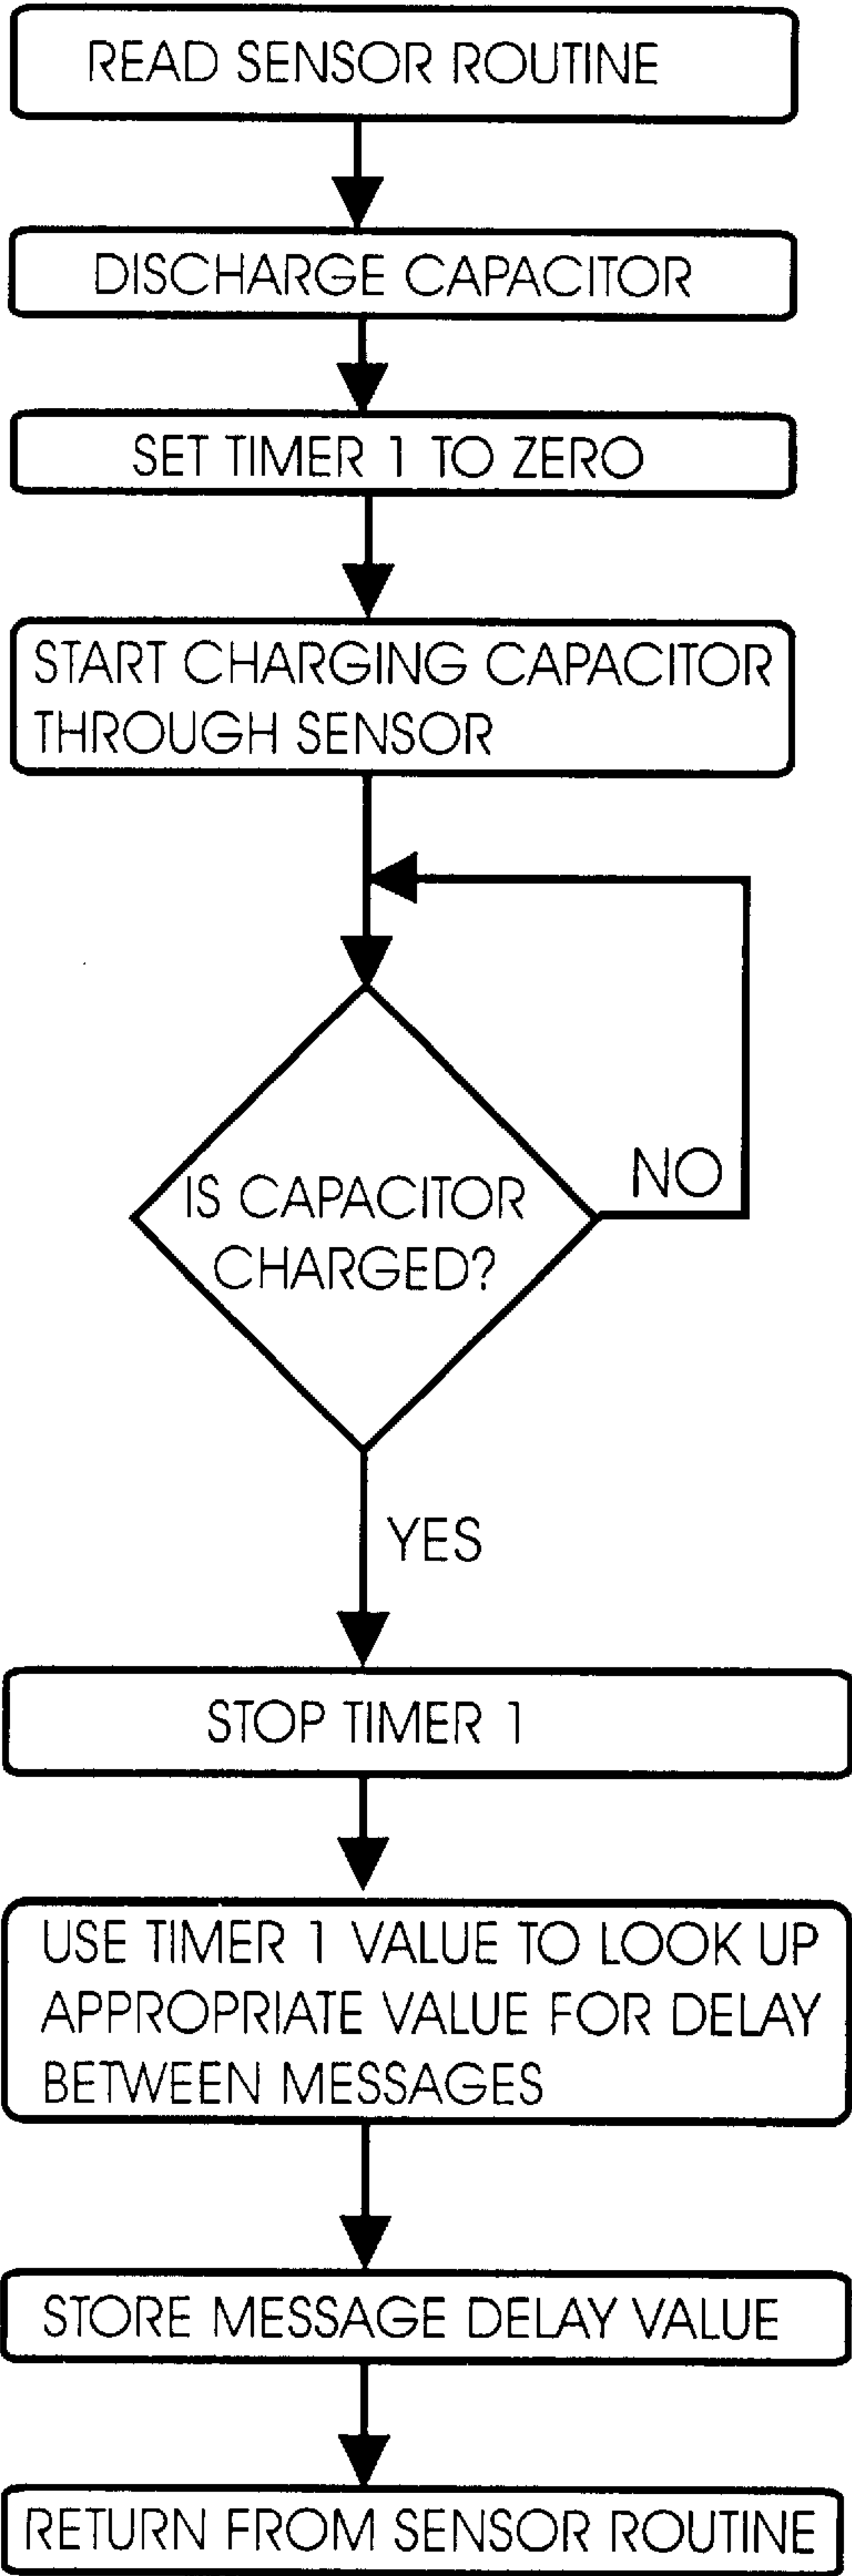 READ SENSOR ROUTINE
DISCHARGE CAPACITOR
SET TIMER 1 TO ZERO
START CHARGING CAPACITOR
THROUGH SENSOR
IS CAPACITOR
CHARGED?
NO
YES
STOP TIMER 1
USE TIMER 1 VALUE TO LOOK UP
APPROPRIATE VALUE FOR DELAY
BETWEEN MESSAGES
STORE MESSAGE DELAY VALUE
RETURN FROM SENSOR ROUTINE